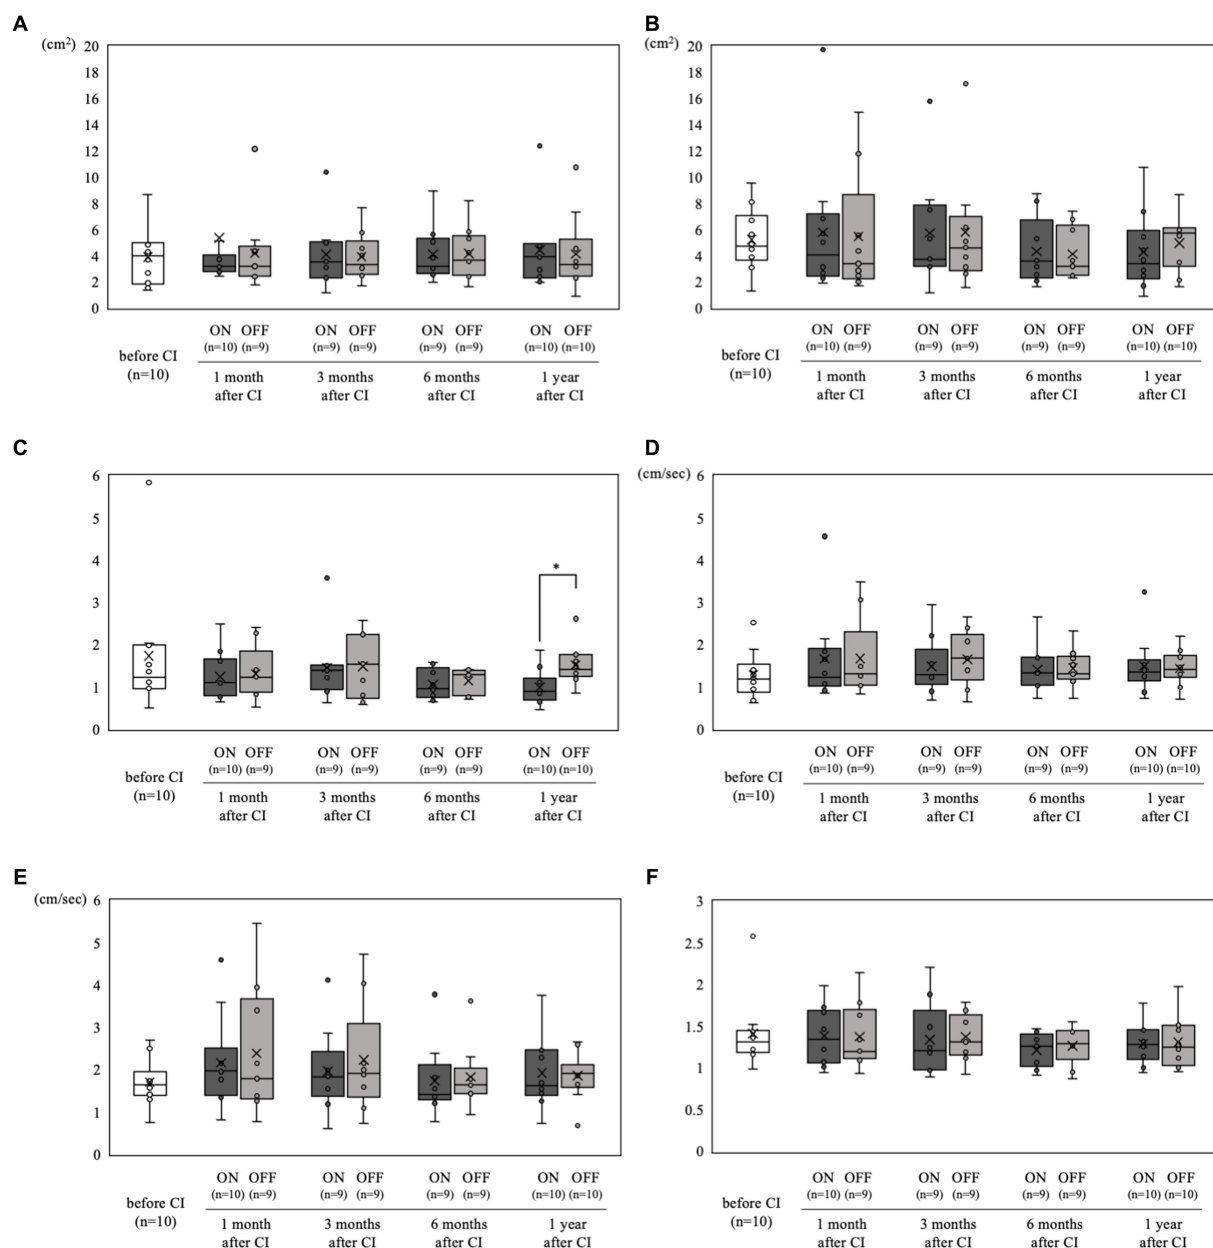 A
(cm²)
20
18
16
14
12
10
8
6
4
2
0
before CI
(n=10)
ON OFF ON OFF ON OFF ON OFF
(n=10) (n=9) (n=9) (n=9) (n=9) (n=9) (n=10) (n=10)
1 month 3 months 6 months 1 year
after CI after CI after CI after CI
B
(cm²)
20
18
16
14
12
10
8
6
4
2
0
before CI
(n=10)
ON OFF ON OFF ON OFF ON OFF
(n=10) (n=9) (n=9) (n=9) (n=9) (n=9) (n=10) (n=10)
1 month 3 months 6 months 1 year
after CI after CI after CI after CI
C
6
5
4
3
2
1
0
*
before CI
(n=10)
ON OFF ON OFF ON OFF ON OFF
(n=10) (n=9) (n=9) (n=9) (n=9) (n=9) (n=10) (n=10)
1 month 3 months 6 months 1 year
after CI after CI after CI after CI
D
(cm/sec)
6
5
4
3
2
1
0
before CI
(n=10)
ON OFF ON OFF ON OFF ON OFF
(n=10) (n=9) (n=9) (n=9) (n=9) (n=9) (n=10) (n=10)
1 month 3 months 6 months 1 year
after CI after CI after CI after CI
E
(cm/sec)
6
5
4
3
2
1
0
before CI
(n=10)
ON OFF ON OFF ON OFF ON OFF
(n=10) (n=9) (n=9) (n=9) (n=9) (n=9) (n=10) (n=10)
1 month 3 months 6 months 1 year
after CI after CI after CI after CI
F
3
2.5
2
1.5
1
0.5
0
before CI
(n=10)
ON OFF ON OFF ON OFF ON OFF
(n=10) (n=9) (n=9) (n=9) (n=9) (n=9) (n=10) (n=10)
1 month 3 months 6 months 1 year
after CI after CI after CI after CI